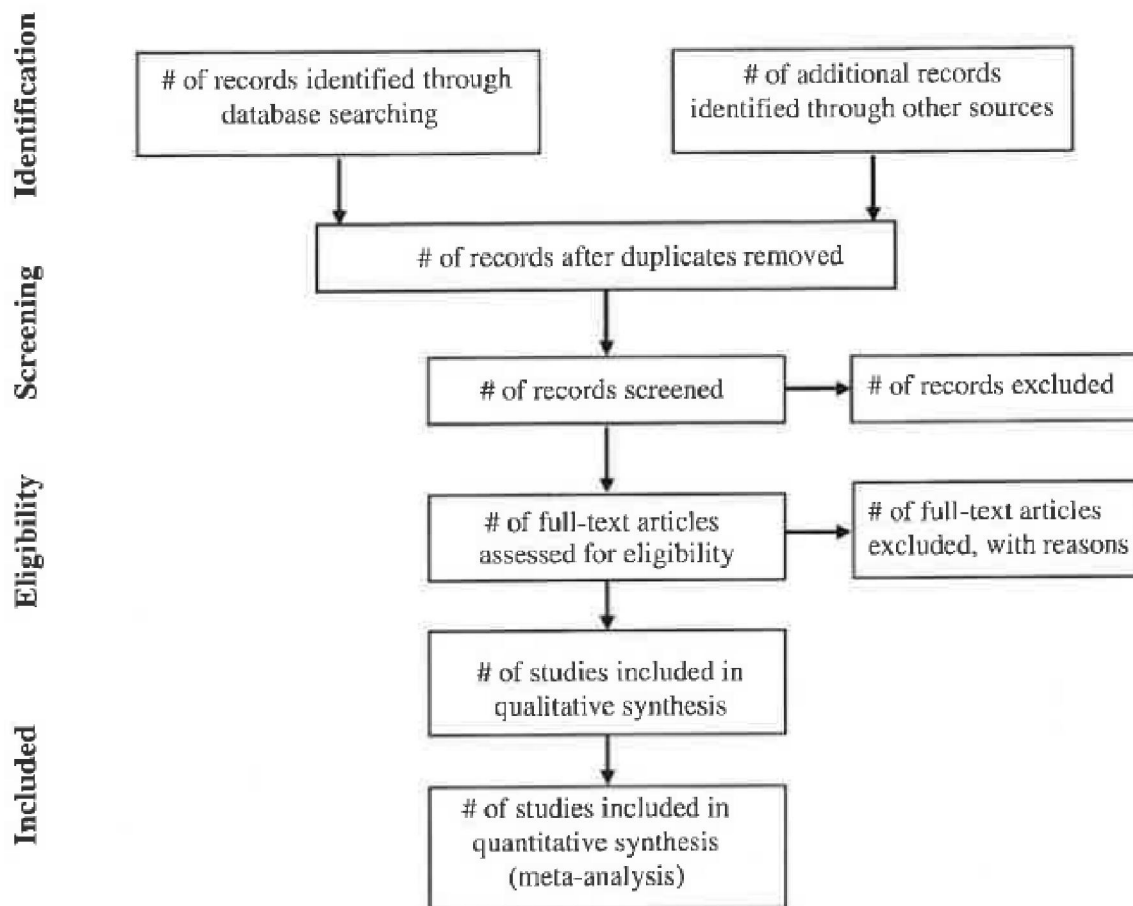 Identification
# of records identified through
database searching
# of additional records
identified through other sources
# of records after duplicates removed
Screening
# of records screened
# of records excluded
Eligibility
# of full-text articles
assessed for eligibility
# of full-text articles
excluded, with reasons
# of studies included in
qualitative synthesis
Included
# of studies included in
quantitative synthesis
(meta-analysis)